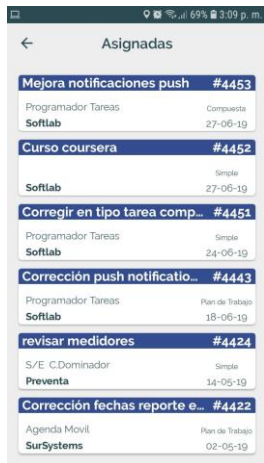 69% 3:09 p. m.
Asignadas
Mejora notificaciones push #4453
Programador Tareas Compuesta
Softlab 27-06-19
Curso coursera #4452
Simple
Softlab 27-06-19
Corregir en tipo tarea comp... #4451
Programador Tareas Simple
Softlab 24-06-19
Corrección push notificatio... #4443
Programador Tareas Plan de Trabajo
Softlab 18-06-19
revisar medidores #4424
S/E C.Dominador Simple
Preventa 14-05-19
Corrección fechas reporte e... #4422
Agenda Movil Plan de Trabajo
SurSystems 02-05-19